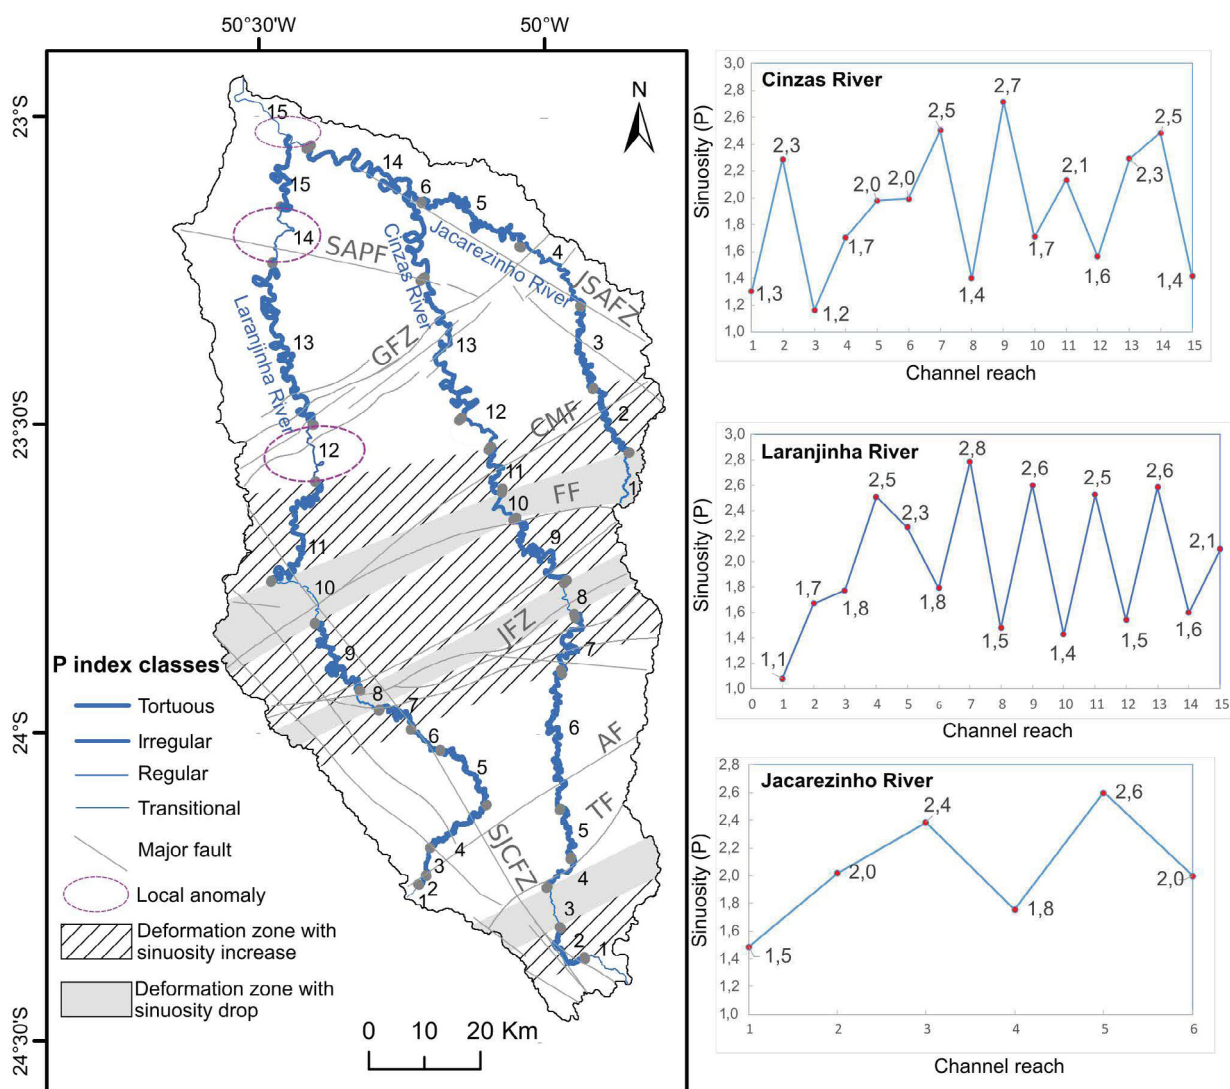 50°30'W
50°W
23°S
23°30'S
24°S
24°30'S
N
15
14
6
5
15
14
4
SAPF
Cinzas River
Jacarezinho River
JSAFZ
Laranjinha River
13
GFZ
13
3
12
2
CMF
12
11
FF
1
10
9
11
10
8
JFZ
7
9
8
7
6
6
5
AF
TF
5
4
SJCFZ
3
4
2
3
1
2
1
P index classes
Tortuous
Irregular
Regular
Transitional
Major fault
Local anomaly
Deformation zone with
sinuosity increase
Deformation zone with
sinuosity drop
0 10 20 Km
Cinzas River
Sinuosity (P)
3,0
2,8
2,6
2,4
2,2
2,0
1,8
1,6
1,4
1,2
1,0
1,3
2,3
1,2
1,7
2,0
2,0
2,5
1,4
2,7
1,7
2,1
1,6
2,3
2,5
1,4
1 2 3 4 5 6 7 8 9 10 11 12 13 14 15
Channel reach
Laranjinha River
Sinuosity (P)
3,0
2,8
2,6
2,4
2,2
2,0
1,8
1,6
1,4
1,2
1,0
1,1
1,7
1,8
2,5
2,3
1,8
2,8
1,5
2,6
1,4
2,5
1,5
2,6
1,6
2,1
0 1 2 3 4 5 6 7 8 9 10 11 12 13 14 15
Channel reach
Jacarezinho River
Sinuosity (P)
2,8
2,6
2,4
2,2
2,0
1,8
1,6
1,4
1,2
1,0
1,5
2,0
2,4
1,8
2,6
2,0
1 2 3 4 5 6
Channel reach